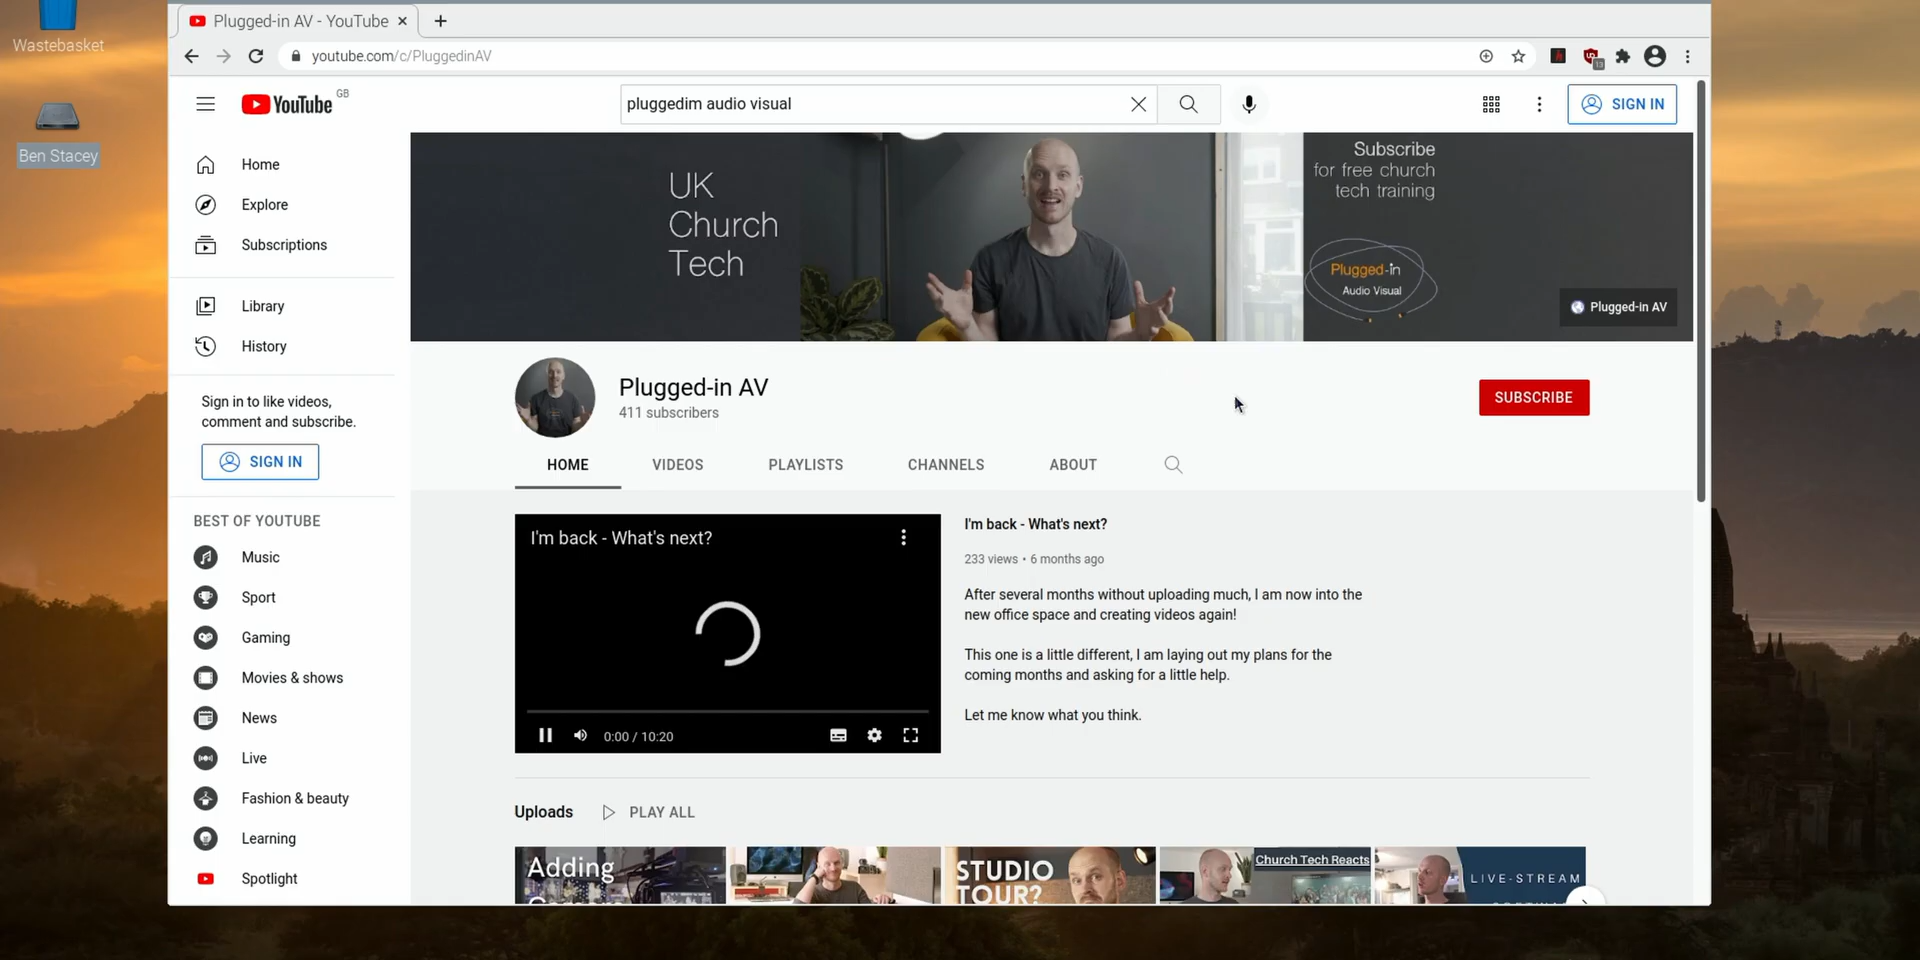 Wastebasket
Ben Stacey
Plugged-in AV - YouTube
youtube.com/c/PluggedinAV
13
YouTube GB
pluggedim audio visual
SIGN IN
Home
Explore
Subscriptions
Library
History
Sign in to like videos,
comment and subscribe.
SIGN IN
BEST OF YOUTUBE
Music
Sport
Gaming
Movies & shows
News
Live
Fashion & beauty
Learning
Spotlight
UK
Church
Tech
Subscribe
for free church
tech training
Plugged-in
Audio Visual
Plugged-in AV
Plugged-in AV
411 subscribers
SUBSCRIBE
HOME
VIDEOS
PLAYLISTS
CHANNELS
ABOUT
I'm back - What's next?
0:00 / 10:20
I'm back - What's next?
233 views • 6 months ago
After several months without uploading much, I am now into the
new office space and creating videos again!
This one is a little different, I am laying out my plans for the
coming months and asking for a little help.
Let me know what you think.
Uploads
PLAY ALL
Adding
STUDIO
TOUR?
Church Tech Reacts
LIVE-STREAM